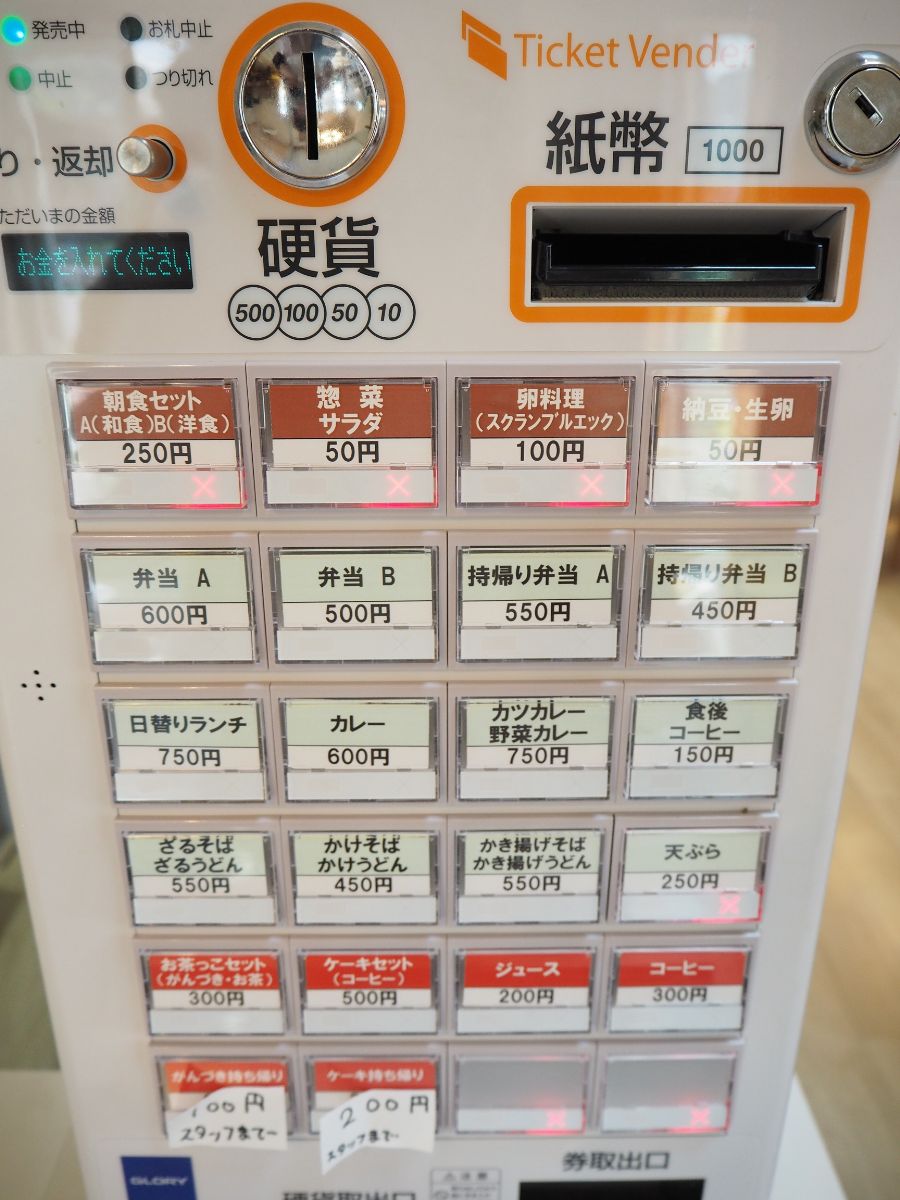 発売中 お札中止
中止 つり切れ
り・返却
ただいまの金額
お金を入れてください
硬貨
500 100 50 10
Ticket Vender
紙幣 1000
朝食セット
A(和食)B(洋食)
250円
惣菜
サラダ
50円
卵料理
(スクランブルエック)
100円
納豆・生卵
50円
弁当 A
600円
弁当 B
500円
持帰り弁当 A
550円
持帰り弁当 B
450円
日替りランチ
750円
カレー
600円
カツカレー
野菜カレー
750円
食後
コーヒー
150円
ざるそば
ざるうどん
550円
かけそば
かけうどん
450円
かき揚げそば
かき揚げうどん
550円
天ぷら
250円
お茶っこセット
(がんづき・お茶)
300円
ケーキセット
(コーヒー)
500円
ジュース
200円
コーヒー
300円
がんづき持ち帰り
100円
スタッフまで〜
ケーキ持ち帰り
200円
スタッフまで〜
GLORY
硬貨取出口
注意
券取出口